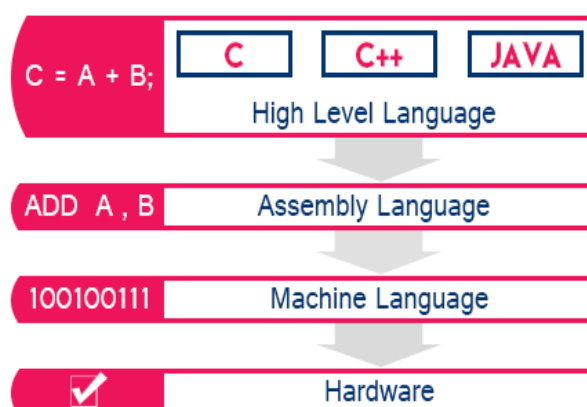 C = A + B;
C C++ JAVA
High Level Language
ADD A , B
Assembly Language
100100111
Machine Language
Hardware